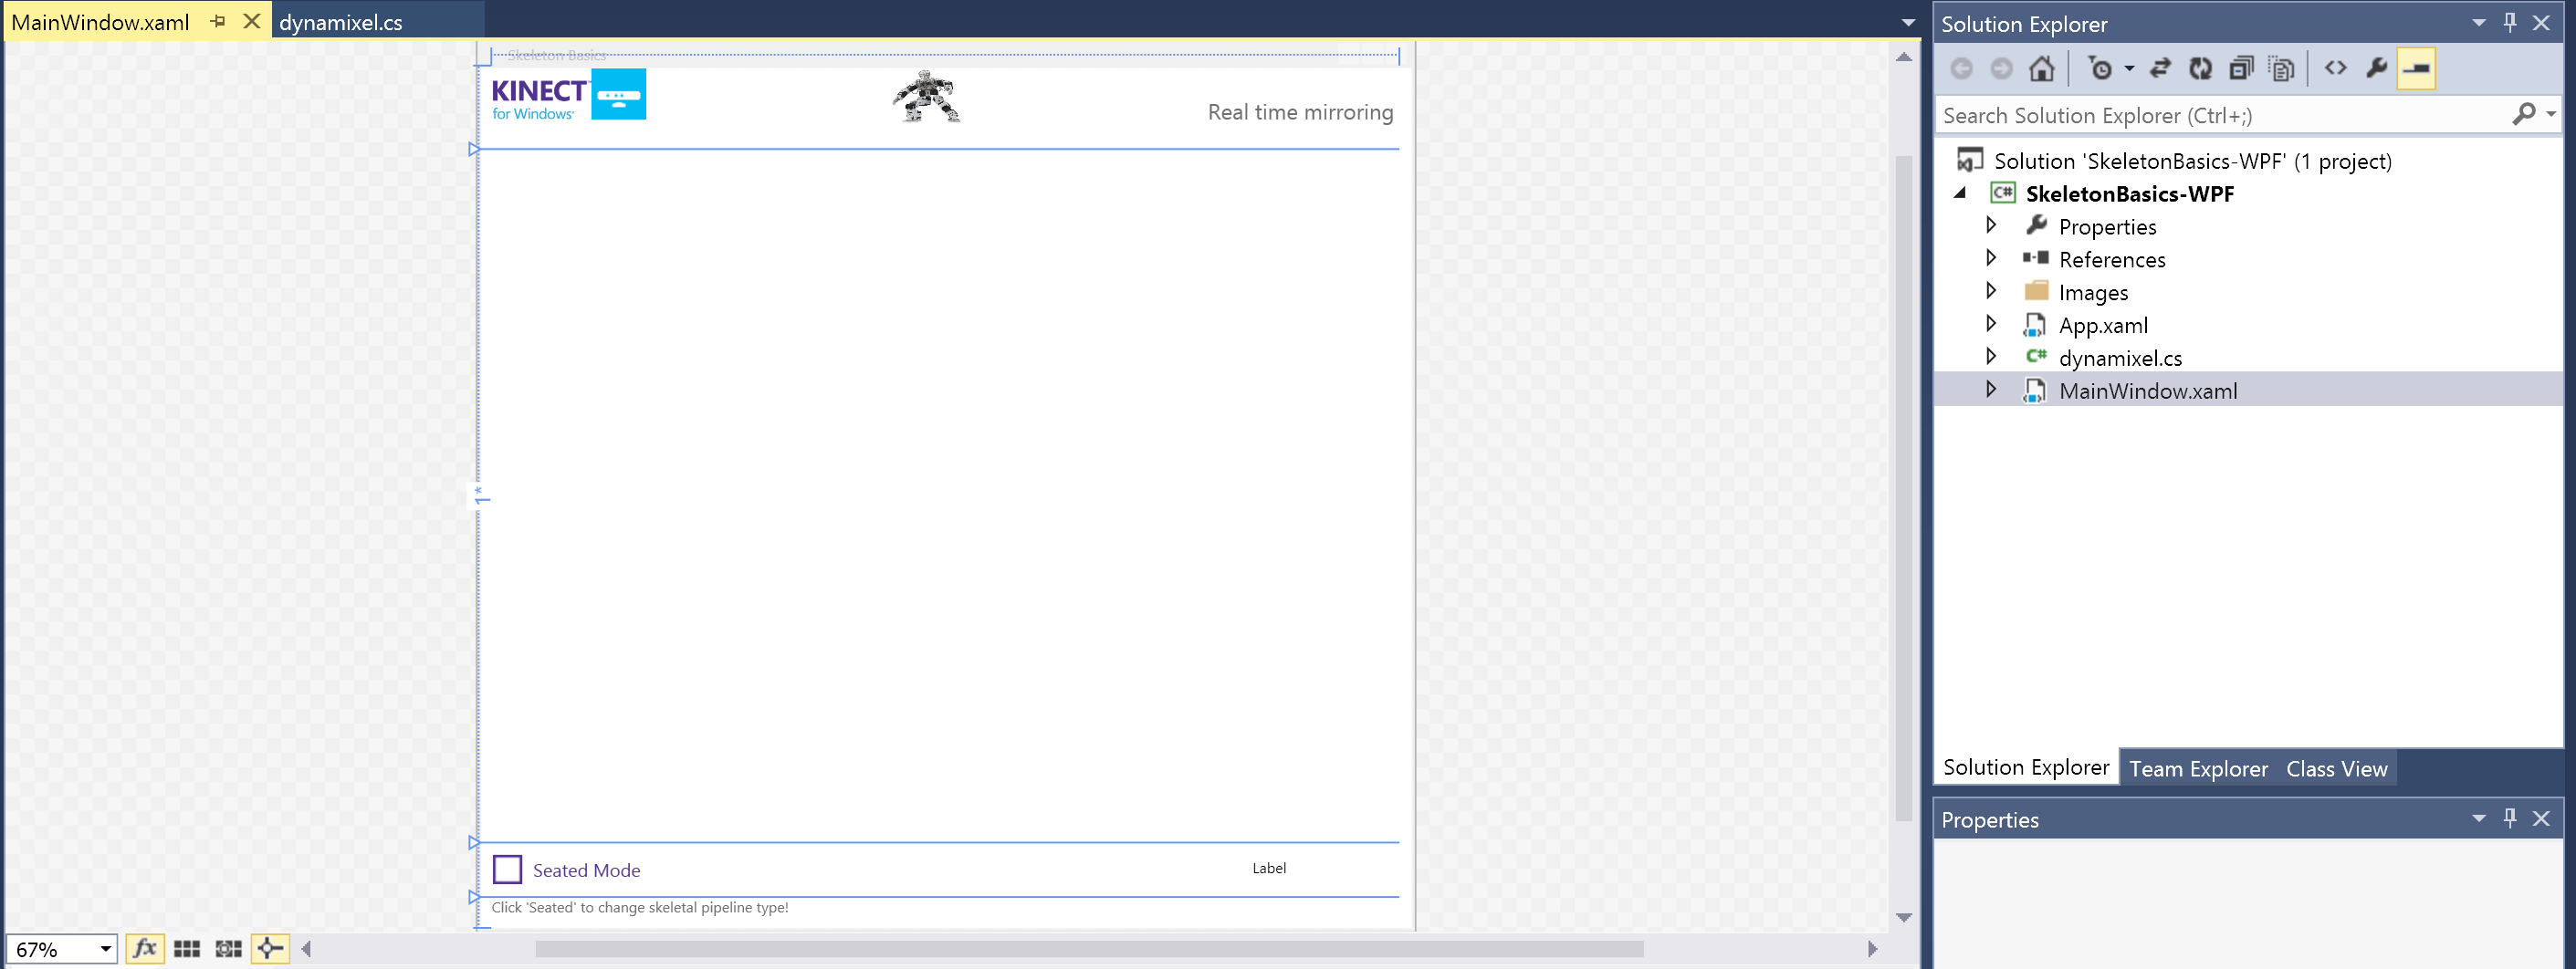 MainWindow.xaml
dynamixel.cs
Skeleton Basics
KINECT
for Windows
Real time mirroring
1*
Seated Mode
Label
Click 'Seated' to change skeletal pipeline type!
67%
fx
Solution Explorer
Search Solution Explorer (Ctrl+;)
Solution 'SkeletonBasics-WPF' (1 project)
C# SkeletonBasics-WPF
Properties
References
Images
App.xaml
C# dynamixel.cs
MainWindow.xaml
Solution Explorer Team Explorer Class View
Properties